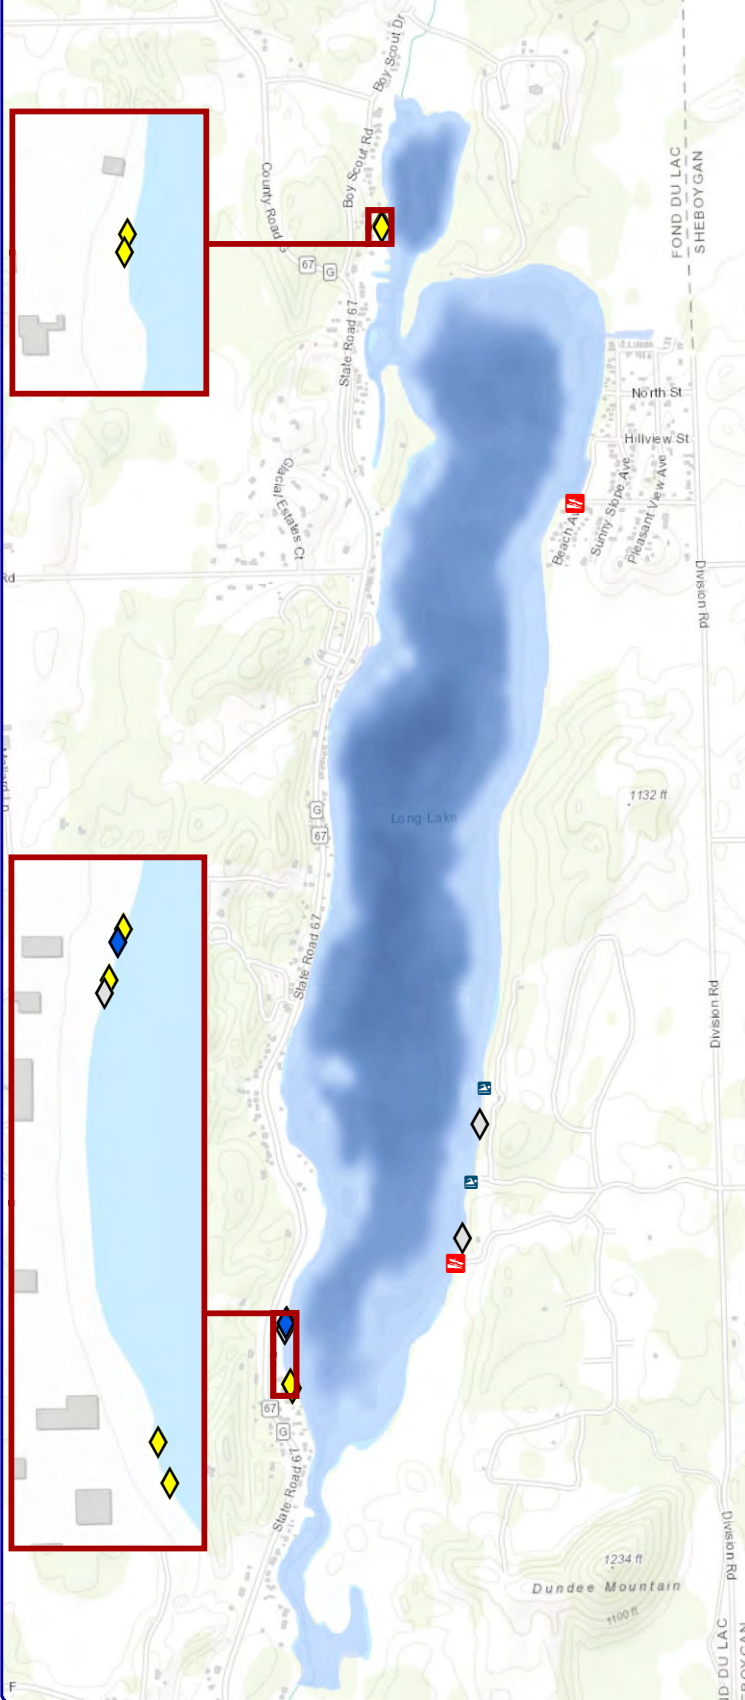 Boy Scout Dr
Boy Scout Rd
County Road G
FOND DU LAC
SHEBOYGAN
67
G
State Road 67
North St
Hillview St
Glacial Estates Ct
Sunny Slope Ave
Pleasant View Ave
Beach A
Rd
Division Rd
1132 ft
G
Long Lake
67
State Road 67
Division Rd
67
G
State Road 67
Division Rd
1234 ft
Dundee Mountain
1100 ft
ND DU LAC
BOYGAN
F